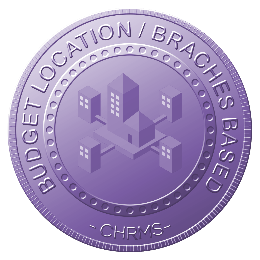 BUDGET LOCATION / BRACHES BASED
- CHRMS -